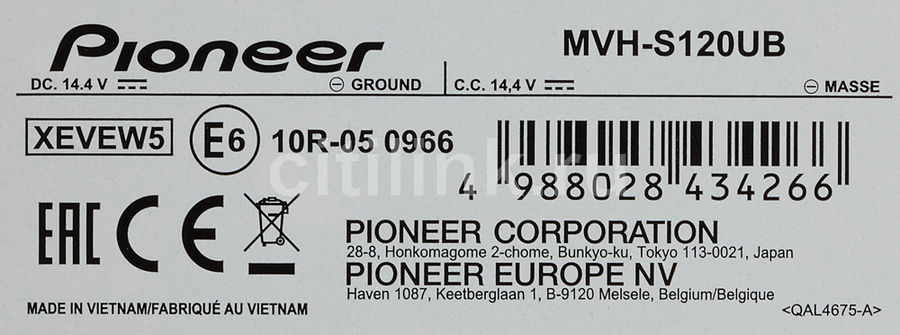 Pioneer MVH-S120UB
DC. 14.4 V ⎓ ⊖ GROUND C.C. 14,4 V ⎓ ⊖ MASSE
XEVEW5 E6 10R-05 0966
citilink.ru
4 988028 434266
EAC CE
PIONEER CORPORATION
28-8, Honkomagome 2-chome, Bunkyo-ku, Tokyo 113-0021, Japan
PIONEER EUROPE NV
Haven 1087, Keetberglaan 1, B-9120 Melsele, Belgium/Belgique
MADE IN VIETNAM/FABRIQUÉ AU VIETNAM <QAL4675-A>